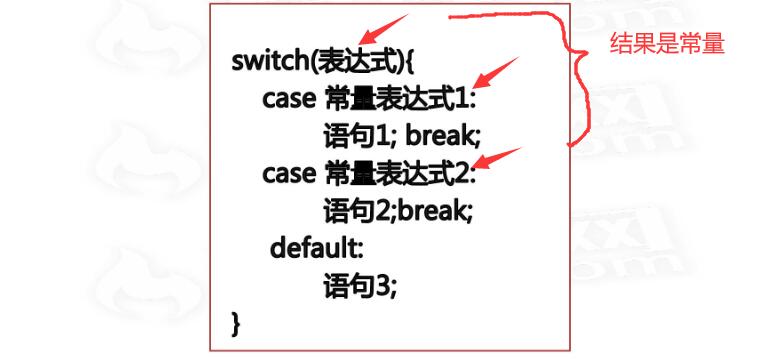 结果是常量
switch(表达式){
case 常量表达式1:
语句1; break;
case 常量表达式2:
语句2;break;
default:
语句3;
}